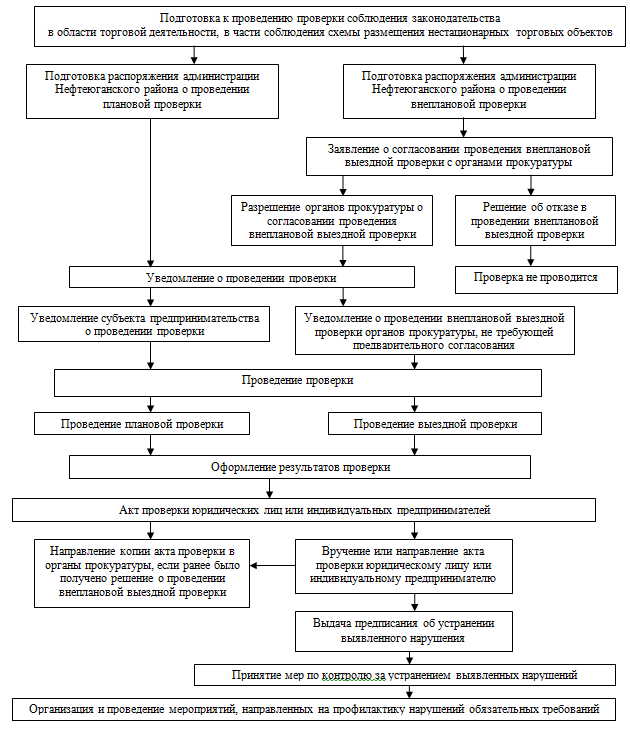 Подготовка к проведению проверки соблюдения законодательства
в области торговой деятельности, в части соблюдения схемы размещения нестационарных торговых объектов
Подготовка распоряжения администрации
Нефтеюганского района о проведении
плановой проверки
Подготовка распоряжения администрации
Нефтеюганского района о проведении
внеплановой проверки
Заявление о согласовании проведения внеплановой
выездной проверки с органами прокуратуры
Разрешение органов прокуратуры о
согласовании проведения
внеплановой выездной проверки
Решение об отказе в
проведении внеплановой
выездной проверки
Уведомление о проведении проверки
Проверка не проводится
Уведомление субъекта предпринимательства
о проведении проверки
Уведомление о проведении внеплановой выездной
проверки органов прокуратуры, не требующей
предварительного согласования
Проведение проверки
Проведение плановой проверки
Проведение выездной проверки
Оформление результатов проверки
Акт проверки юридических лиц или индивидуальных предпринимателей
Направление копии акта проверки в
органы прокуратуры, если ранее было
получено решение о проведении
внеплановой выездной проверки
Вручение или направление акта
проверки юридическому лицу или
индивидуальному предпринимателю
Выдача предписания об устранении
выявленного нарушения
Принятие мер по контролю за устранением выявленных нарушений
Организация и проведение мероприятий, направленных на профилактику нарушений обязательных требований